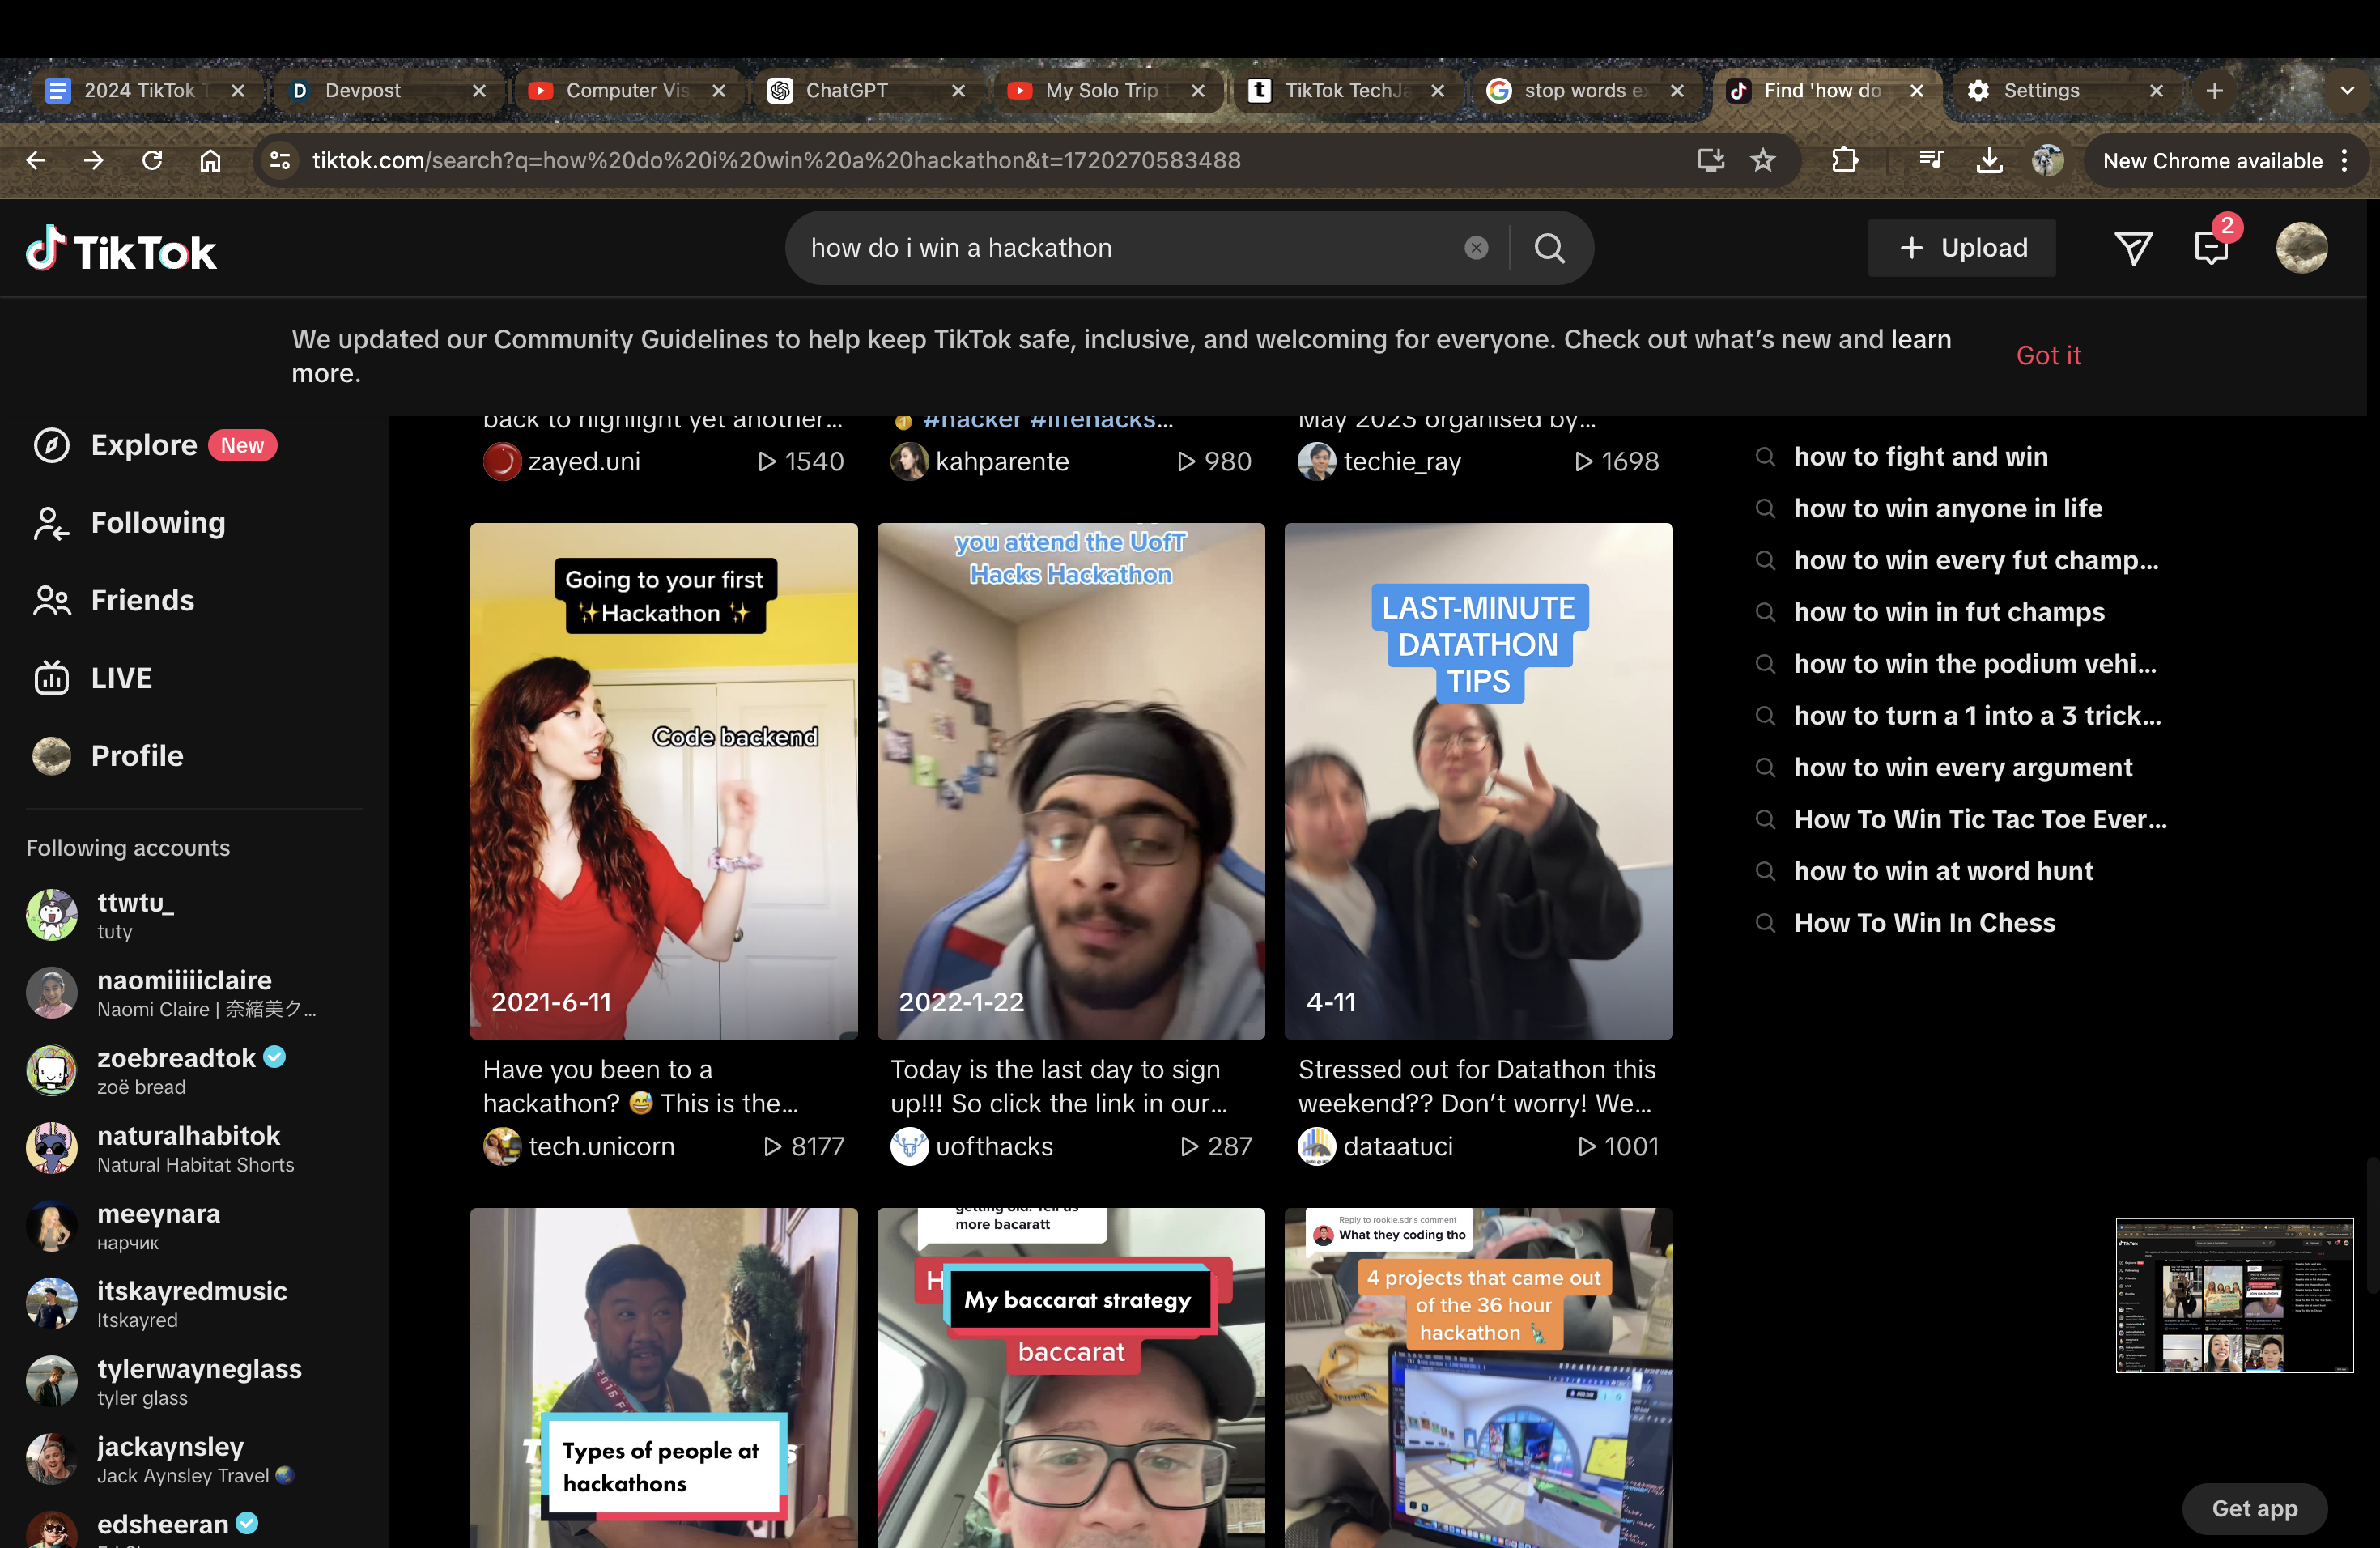 2024 TikTok T
Devpost
Computer Vis
ChatGPT
My Solo Trip t
TikTok TechJa
stop words ex
Find 'how do
Settings
tiktok.com/search?q=how%20do%20i%20win%20a%20hackathon&t=1720270583488
New Chrome available
TikTok
how do i win a hackathon
Upload
2
We updated our Community Guidelines to help keep TikTok safe, inclusive, and welcoming for everyone. Check out what's new and learn
more.
Got it
Explore New
Following
Friends
LIVE
Profile
Following accounts
ttwtu_
tuty
naomiiiiiclaire
Naomi Claire | 奈緒美ク...
zoebreadtok
zoë bread
naturalhabitok
Natural Habitat Shorts
meeynara
нарчик
itskayredmusic
Itskayred
tylerwayneglass
tyler glass
jackaynsley
Jack Aynsley Travel 🌏
edsheeran
back to highlight yet another...
zayed.uni 1540
🥇 #hacker #lifehacks...
kahparente 980
May 2023 organised by...
techie_ray 1698
Going to your first
✨Hackathon ✨
Code backend
2021-6-11
Have you been to a
hackathon? 😅 This is the...
tech.unicorn 8177
you attend the UofT
Hacks Hackathon
2022-1-22
Today is the last day to sign
up!!! So click the link in our...
uofthacks 287
LAST-MINUTE
DATATHON
TIPS
4-11
Stressed out for Datathon this
weekend?? Don't worry! We...
dataatuci 1001
Types of people at
hackathons
getting old. Tell us
more bacaratt
My baccarat strategy
baccarat
Reply to rookie.sdr's comment
What they coding tho
4 projects that came out
of the 36 hour
hackathon 🗽
how to fight and win
how to win anyone in life
how to win every fut champ...
how to win in fut champs
how to win the podium vehi...
how to turn a 1 into a 3 trick...
how to win every argument
How To Win Tic Tac Toe Ever...
how to win at word hunt
How To Win In Chess
Get app